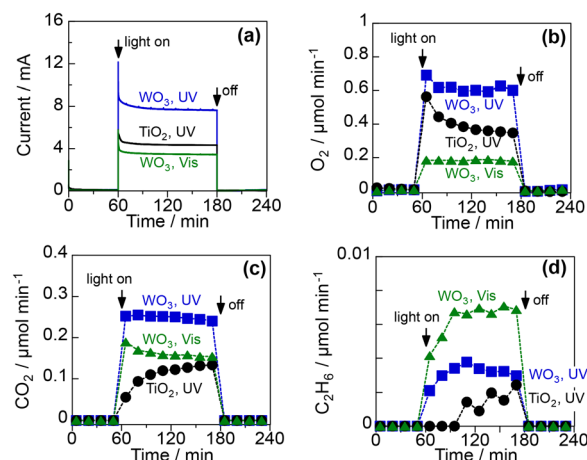 (a)
light on
off
WO3, UV
TiO2, UV
WO3, Vis
Current / mA
16
12
8
4
0
0 60 120 180 240
Time / min
(b)
light on
off
WO3, UV
TiO2, UV
WO3, Vis
O2 / μmol min-1
1
0.8
0.6
0.4
0.2
0
0 60 120 180 240
Time / min
(c)
light on
off
WO3, UV
WO3, Vis
TiO2, UV
CO2 / μmol min-1
0.4
0.3
0.2
0.1
0
0 60 120 180 240
Time / min
(d)
light on
off
WO3, Vis
WO3, UV
TiO2, UV
C2H6 / μmol min-1
0.01
0
0 60 120 180 240
Time / min